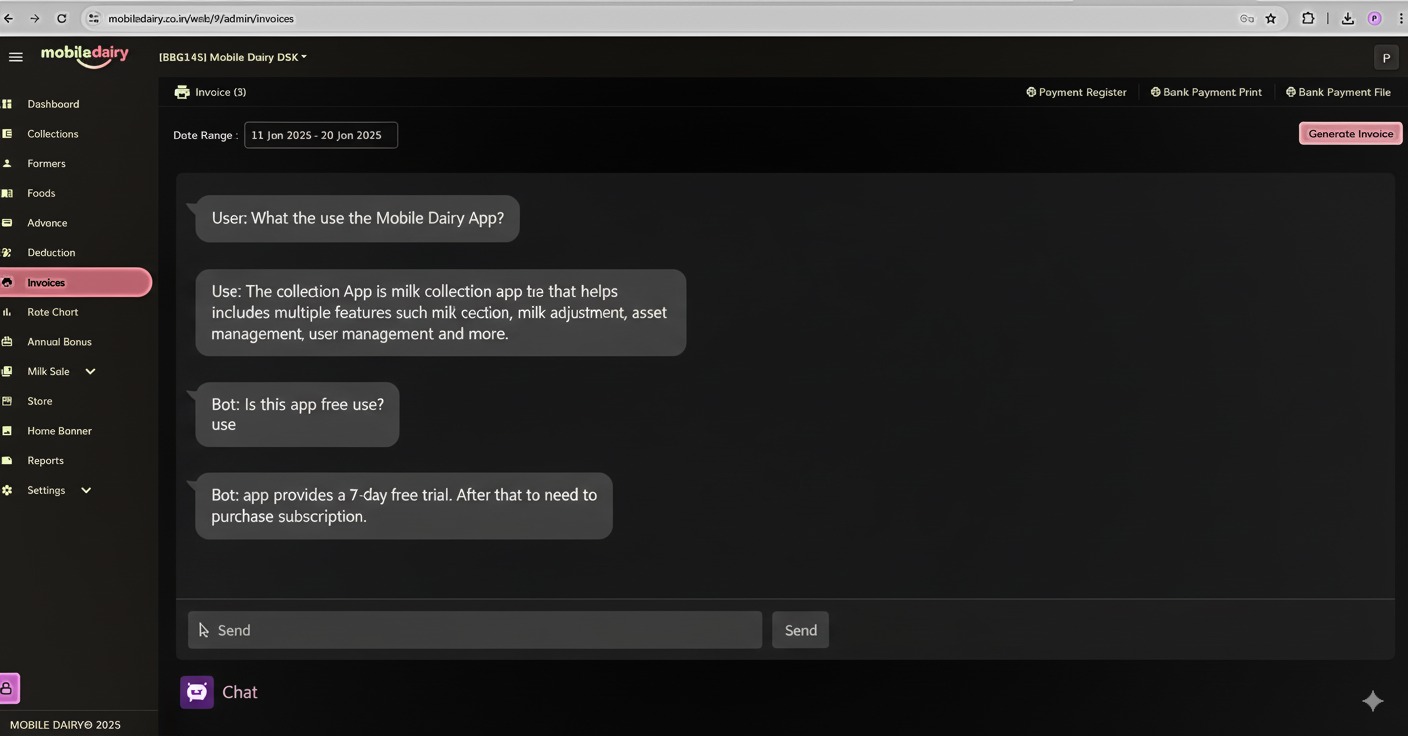 mobiledairy.co.in/web/9/admin/invoices
P
mobiledairy
[BBG14S] Mobile Dairy DSK
P
Dashboard
Collections
Formers
Foods
Advance
Deduction
Invoices
Rote Chart
Annual Bonus
Milk Sale
Store
Home Banner
Reports
Settings
MOBILE DAIRY© 2025
Invoice (3)
Payment Register
Bank Payment Print
Bank Payment File
Dote Range :
11 Jon 2025 - 20 Jon 2025
Generate Invoice
User: What the use the Mobile Dairy App?
Use: The collection App is milk collection app that helps
includes multiple features such milk cection, milk adjustment, asset
management, user management and more.
Bot: Is this app free use?
use
Bot: app provides a 7-day free trial. After that to need to
purchase subscription.
Send
Send
Chat